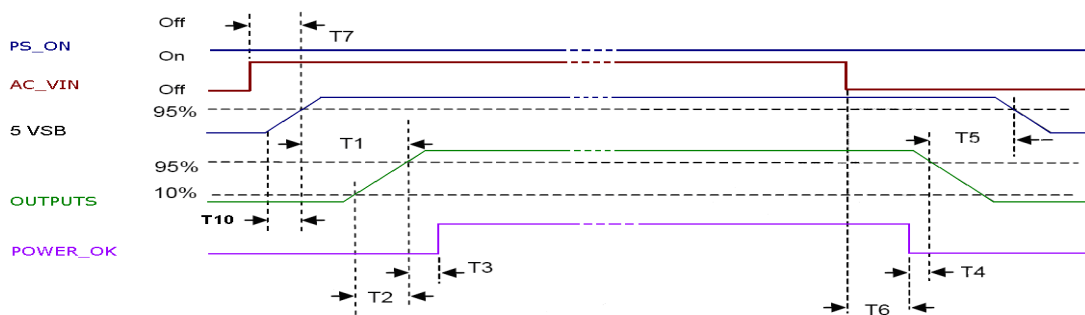 Off
T7
PS_ON
On
AC_VIN
Off
95%
5 VSB
T1
T5
95%
10%
OUTPUTS
T10
POWER_OK
T3
T4
T2
T6